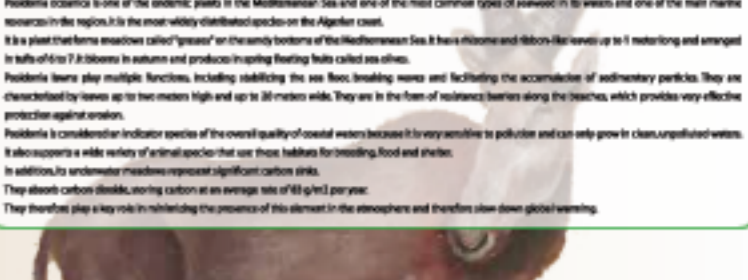 Posidonia oceanica is one of the endemic plants in the Mediterranean Sea and one of the most common types of seaweed in its waters and one of the main marine
resources in the region. It is the most widely distributed species on the Algerian coast.
It is a plant that forms meadows called "grasses" on the sandy bottoms of the Mediterranean Sea. It has a rhizome and ribbon-like leaves up to 1 meter long and arranged
in tufts of 6 to 7. It blooms in autumn and produces in spring floating fruits called sea olives.
Posidonia lawns play multiple functions, including stabilizing the sea floor, breaking waves and facilitating the accumulation of sedimentary particles. They are
characterized by leaves up to two meters high and up to 30 meters wide. They are in the form of resistance barriers along the beaches, which provides very effective
protection against erosion.
Posidonia is considered an indicator species of the overall quality of coastal waters because it is very sensitive to pollution and can only grow in clean, unpolluted waters.
It also supports a wide variety of animal species that use these habitats for breeding, food and shelter.
In addition, its underwater meadows represent significant carbon sinks.
They absorb carbon dioxide, storing carbon at an average rate of 83 g/m2 per year.
They therefore play a key role in minimizing the presence of this element in the atmosphere and therefore slow down global warming.